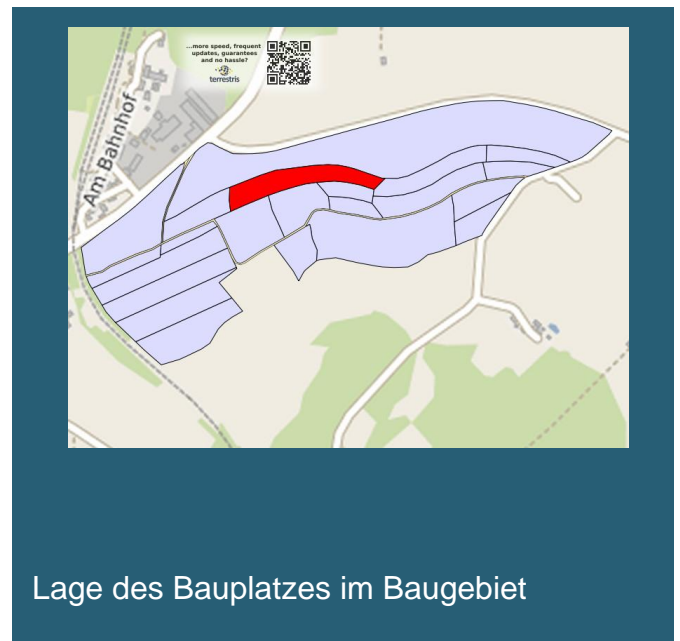 ...more speed, frequent
updates, guarantees
and no hassle?
terrestris
Am Bahnhof
Lage des Bauplatzes im Baugebiet